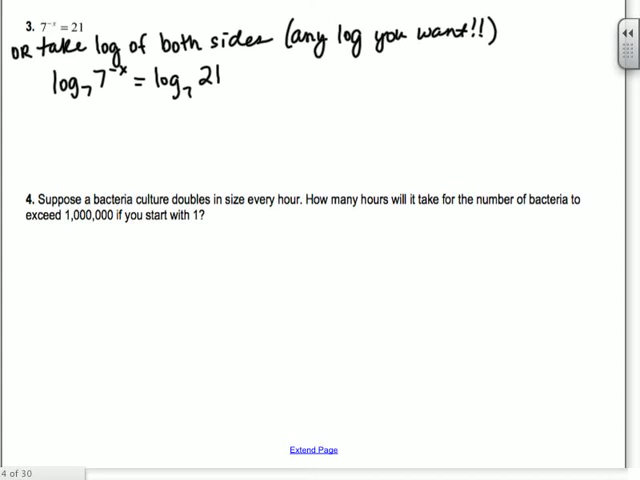 3. 7⁻ˣ = 21
OR take log of both sides (any log you want!!)
log₇ 7⁻ˣ = log₇ 21
4. Suppose a bacteria culture doubles in size every hour. How many hours will it take for the number of bacteria to
exceed 1,000,000 if you start with 1?
Extend Page
4 of 30